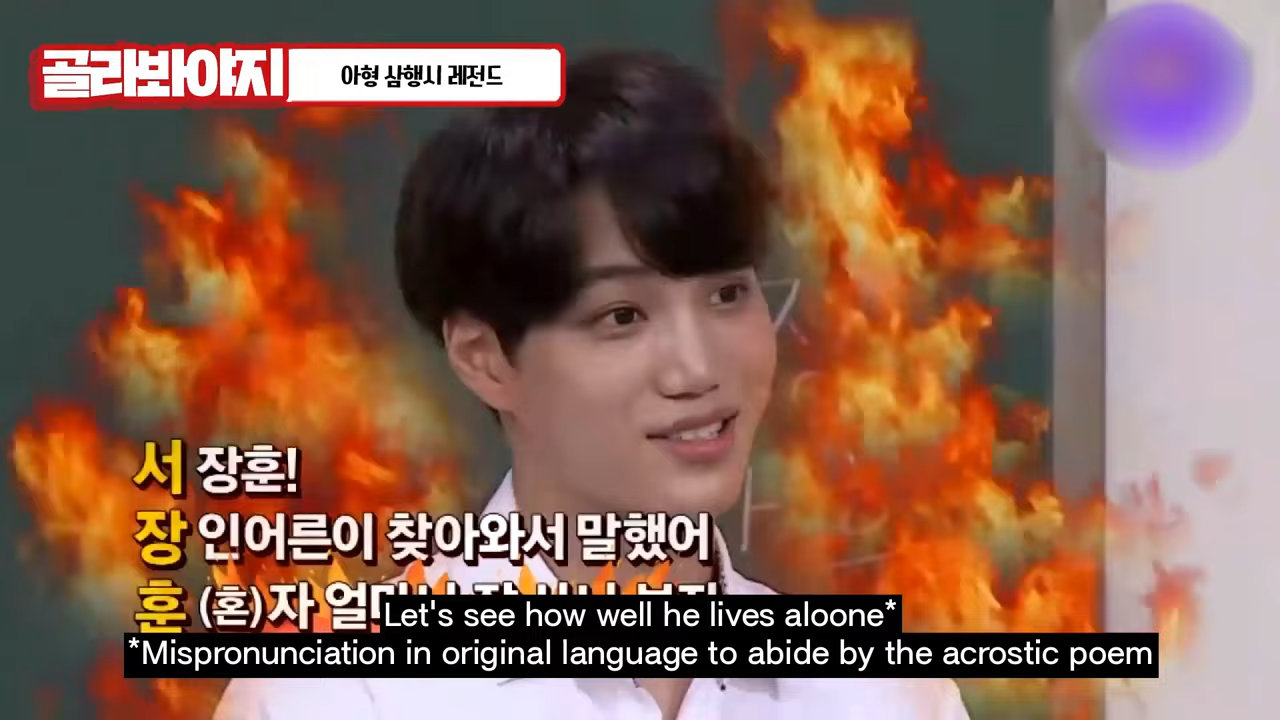 골라봐야지
아형 삼행시 레전드
서 장훈!
장 인어른이 찾아와서 말했어
훈 (혼)자
Let's see how well he lives aloone*
*Mispronunciation in original language to abide by the acrostic poem